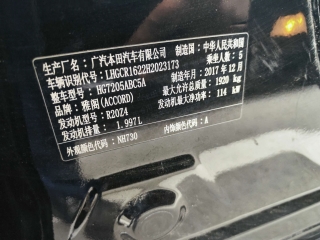 生产厂名：广汽本田汽车有限公司 制造国：中华人民共和国
车辆识别代号：LHGCR1622H2023173 乘坐人数：5
整车型号：HG7205ABC5A 制造年月：2017年12月
品牌：雅阁(ACCORD) 最大允许总质量：1920 kg
发动机型号：R20Z4 发动机最大净功率：114 kW
发动机排量：1.997L
外观颜色代码：NH730 内饰颜色代码：A